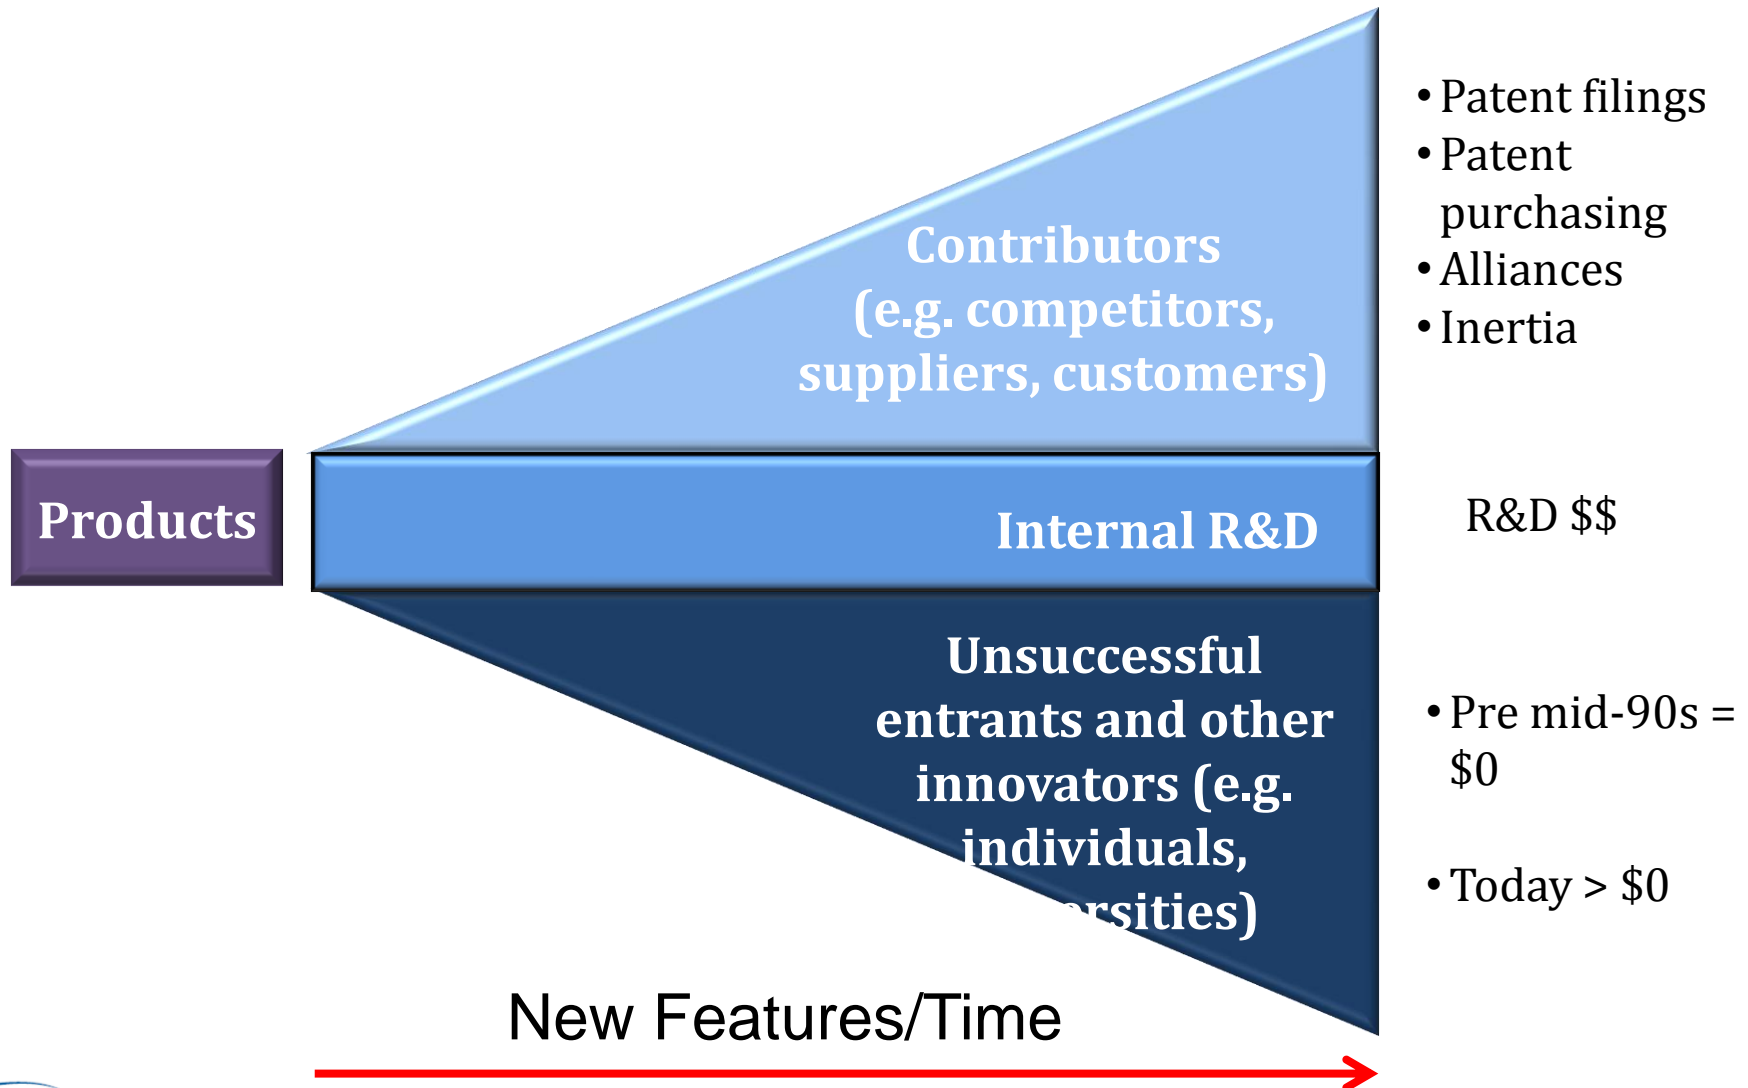 Contributors
(e.g. competitors,
suppliers, customers)
• Patent filings
• Patent
purchasing
• Alliances
• Inertia
Products
Internal R&D
R&D $$
Unsuccessful
entrants and other
innovators (e.g.
individuals,
ersities)
• Pre mid-90s =
$0
• Today > $0
New Features/Time